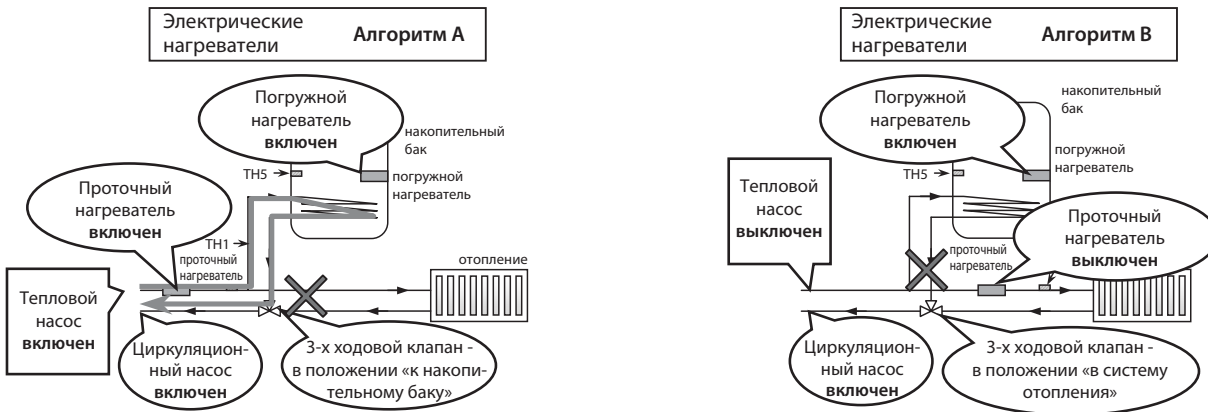 Электрические
нагреватели Алгоритм А
Погружной
нагреватель
включен
накопительный
бак
TH5
погружной
нагреватель
Проточный
нагреватель
включен
TH1
проточный
нагреватель
отопление
Тепловой
насос
включен
Циркуляцион-
ный насос
включен
3-х ходовой клапан -
в положении «к накопи-
тельному баку»
Электрические
нагреватели Алгоритм В
Погружной
нагреватель
включен
накопительный
бак
TH5
погружной
нагреватель
Тепловой
насос
выключен
Проточный
нагреватель
выключен
проточный
нагреватель
Циркуляцион-
ный насос
включен
3-х ходовой клапан -
в положении «в систему
отопления»